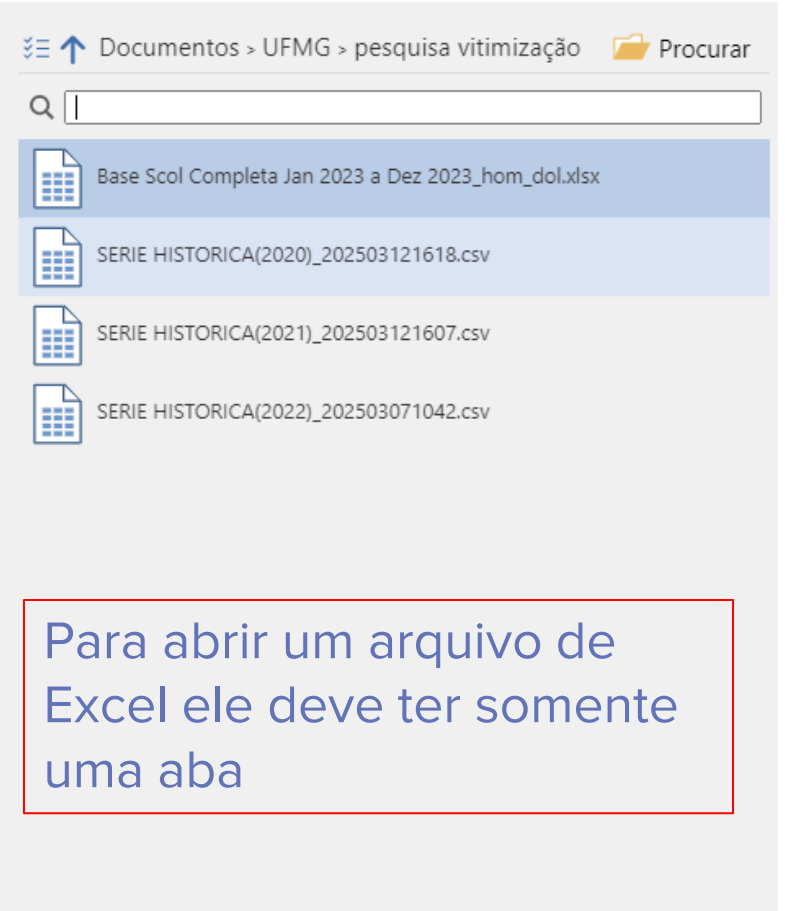 Documentos > UFMG > pesquisa vitimização Procurar
Base Scol Completa Jan 2023 a Dez 2023_hom_dol.xlsx
SERIE HISTORICA(2020)_202503121618.csv
SERIE HISTORICA(2021)_202503121607.csv
SERIE HISTORICA(2022)_202503071042.csv
Para abrir um arquivo de
Excel ele deve ter somente
uma aba